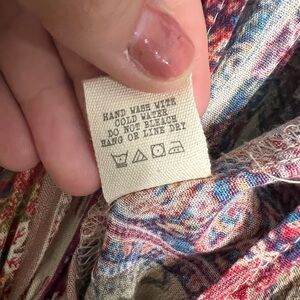 HAND WASH WITH
COLD WATER
DO NOT BLEACH
HANG OR LINE DRY